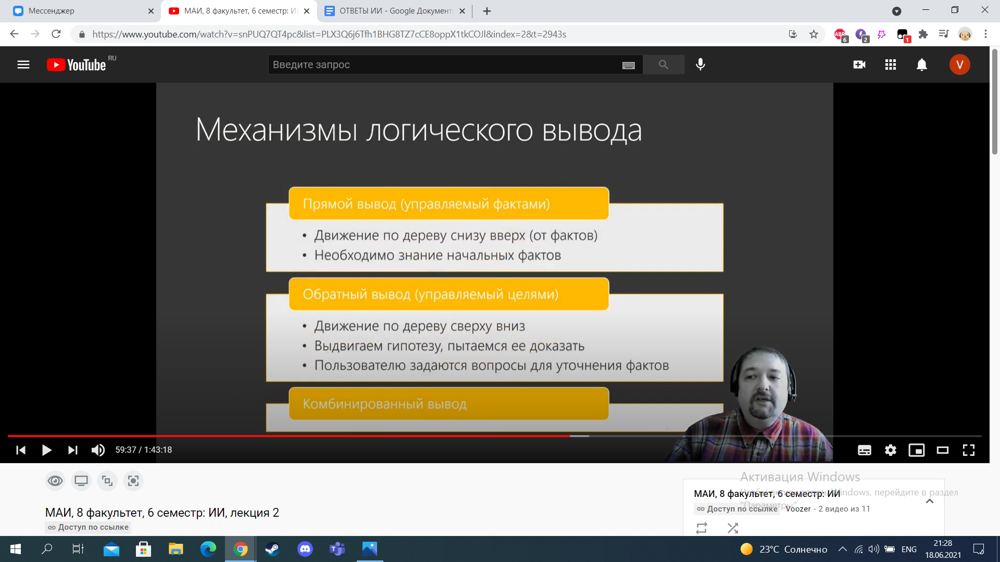 Мессенджер
МАИ, 8 факультет, 6 семестр: И
ОТВЕТЫ ИИ - Google Документ
https://www.youtube.com/watch?v=snPUQ7QT4pc&list=PLX3Q6j6Tfh1BHG8TZ7cCE8oppX1tkCOJl&index=2&t=2943s
ABP
6
2
1
YouTube
RU
Введите запрос
V
Механизмы логического вывода
Прямой вывод (управляемый фактами)
• Движение по дереву снизу вверх (от фактов)
• Необходимо знание начальных фактов
Обратный вывод (управляемый целями)
• Движение по дереву сверху вниз
• Выдвигаем гипотезу, пытаемся ее доказать
• Пользователю задаются вопросы для уточнения фактов
Комбинированный вывод
59:37 / 1:43:18
МАИ, 8 факультет, 6 семестр: ИИ, лекция 2
Доступ по ссылке
Активация Windows
Чтобы активировать Windows, перейдите в раздел
"Параметры"
МАИ, 8 факультет, 6 семестр: ИИ
Доступ по ссылке Voozer - 2 видео из 11
23°C Солнечно
ENG
21:28
18.06.2021